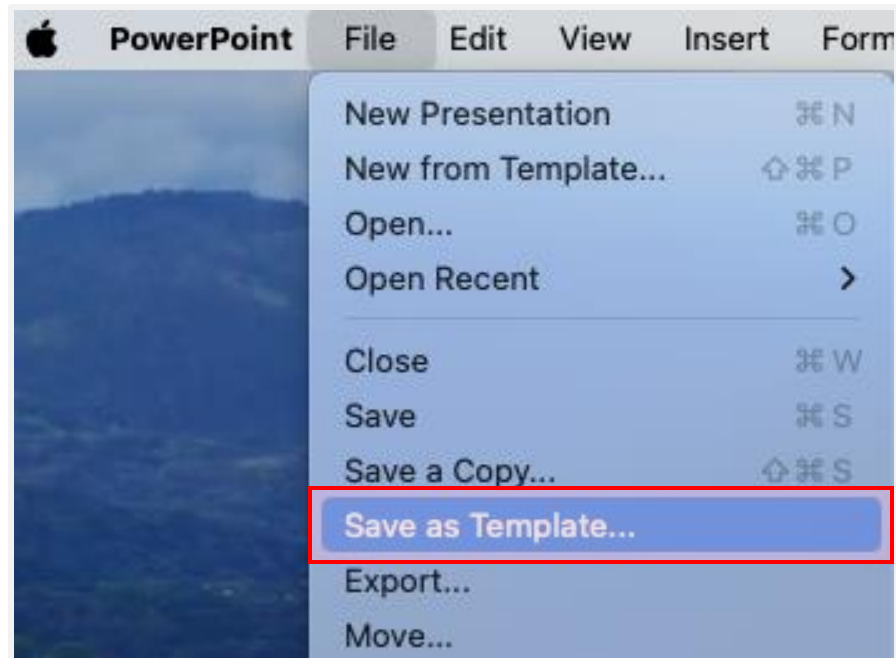 PowerPoint File Edit View Insert Form
New Presentation ⌘ N
New from Template... ⇧ ⌘ P
Open... ⌘ O
Open Recent >
Close ⌘ W
Save ⌘ S
Save a Copy... ⇧ ⌘ S
Save as Template...
Export...
Move...